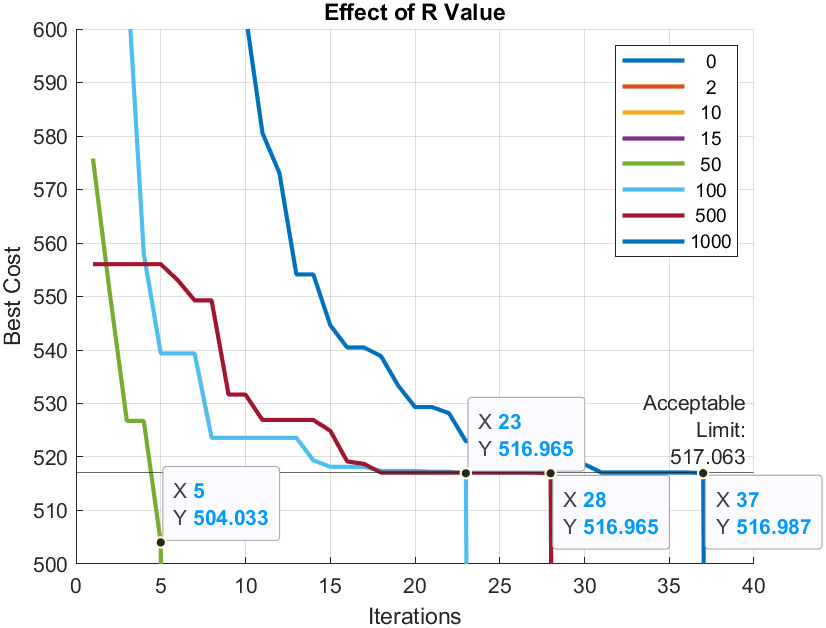 Effect of R Value
600
590
580
570
560
550
540
530
520
510
500
Best Cost
0
2
10
15
50
100
500
1000
Acceptable
Limit:
517.063
X 5
Y 504.033
X 23
Y 516.965
X 28
Y 516.965
X 37
Y 516.987
0
5
10
15
20
25
30
35
40
Iterations